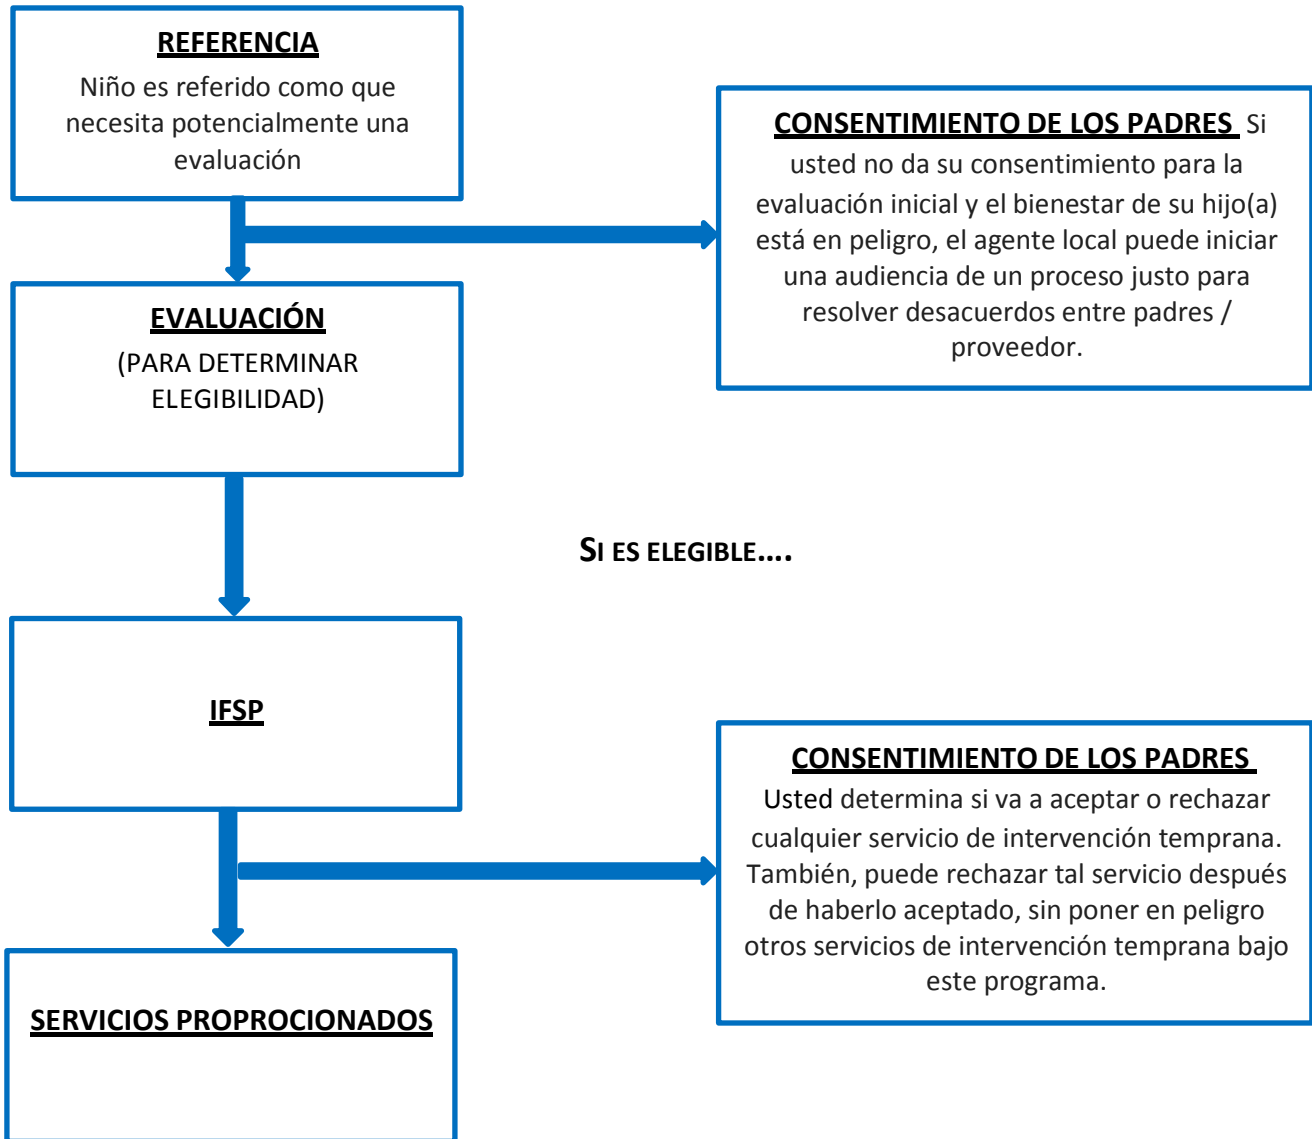 REFERENCIA
Niño es referido como que
necesita potencialmente una
evaluación
CONSENTIMIENTO DE LOS PADRES Si
usted no da su consentimiento para la
evaluación inicial y el bienestar de su hijo(a)
está en peligro, el agente local puede iniciar
una audiencia de un proceso justo para
resolver desacuerdos entre padres /
proveedor.
EVALUACIÓN
(PARA DETERMINAR
ELEGIBILIDAD)
SI ES ELEGIBLE....
IFSP
CONSENTIMIENTO DE LOS PADRES
Usted determina si va a aceptar o rechazar
cualquier servicio de intervención temprana.
También, puede rechazar tal servicio después
de haberlo aceptado, sin poner en peligro
otros servicios de intervención temprana bajo
este programa.
SERVICIOS PROPROCIONADOS